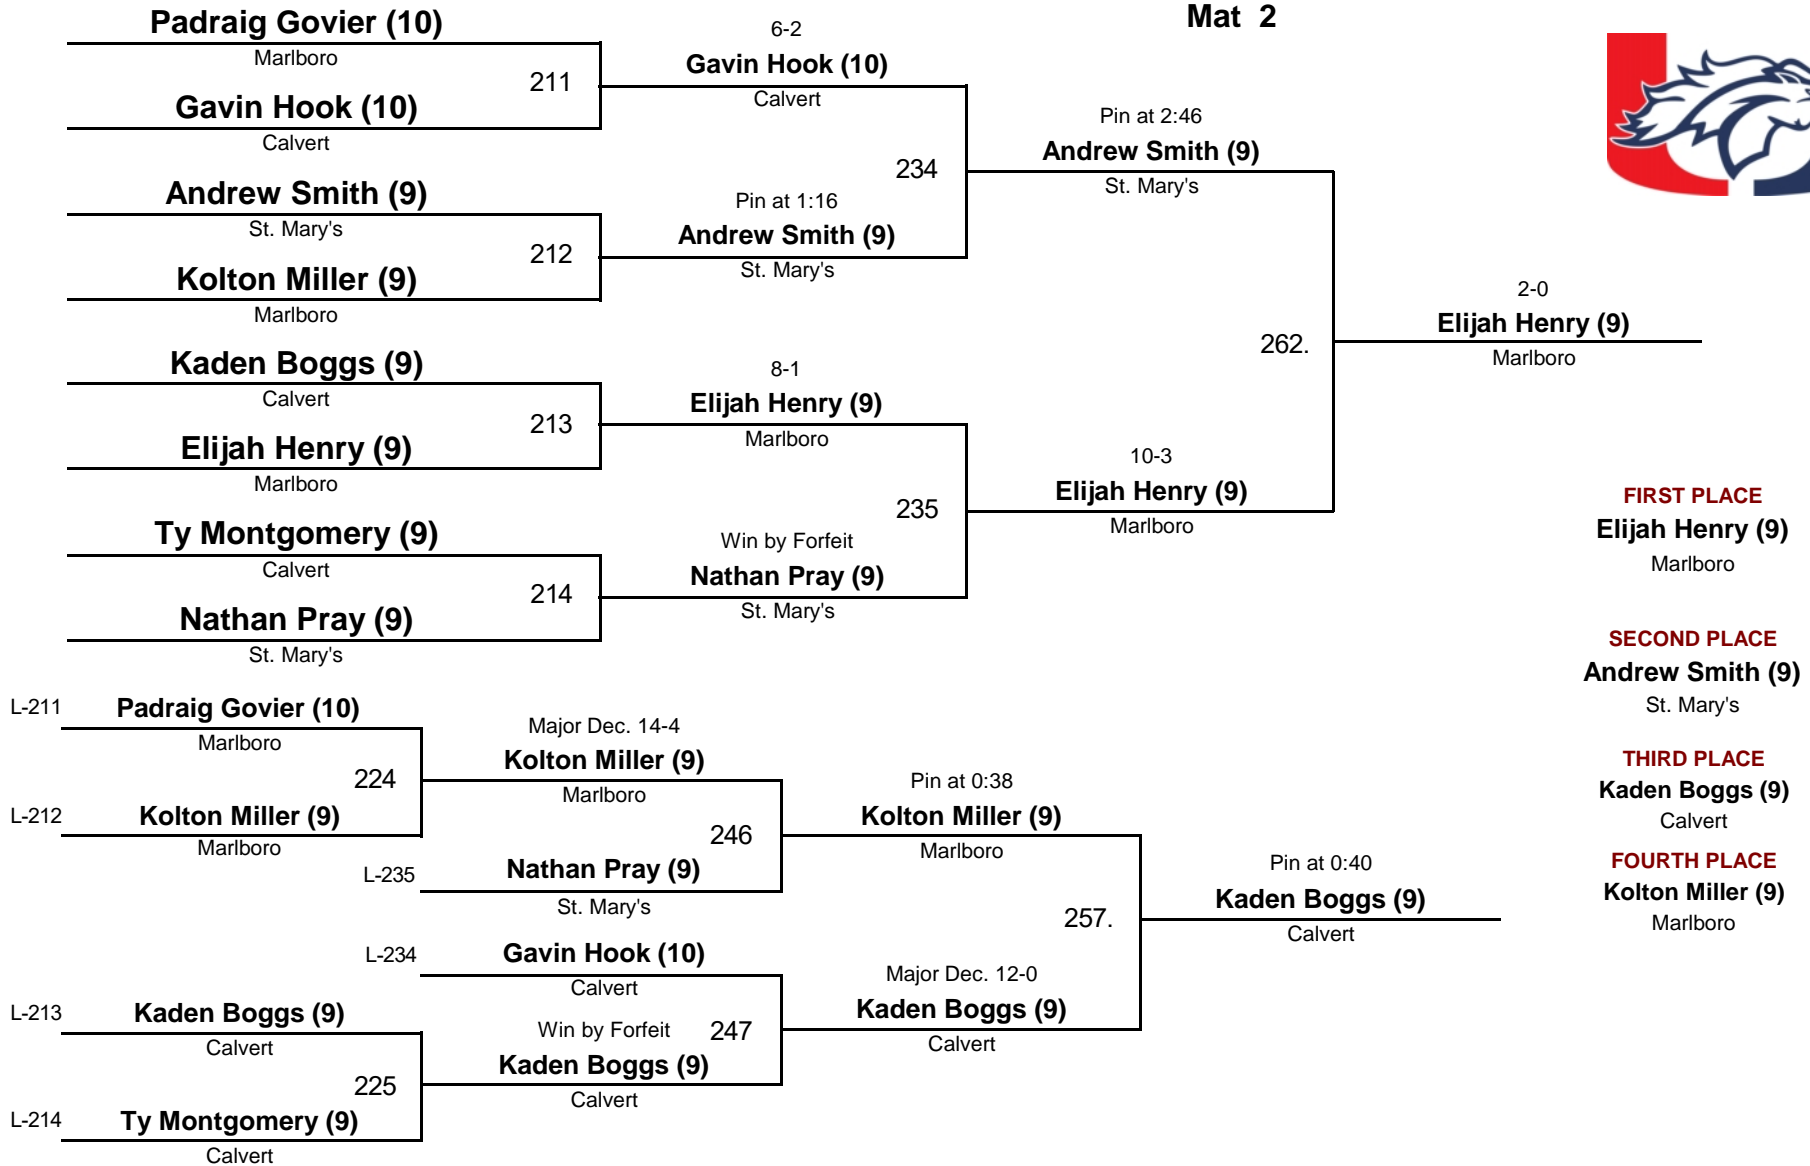 Mat 2
Padraig Govier (10)
Marlboro
211
Gavin Hook (10)
Calvert
Andrew Smith (9)
St. Mary's
212
Kolton Miller (9)
Marlboro
Kaden Boggs (9)
Calvert
213
Elijah Henry (9)
Marlboro
Ty Montgomery (9)
Calvert
214
Nathan Pray (9)
St. Mary's
6-2
Gavin Hook (10)
Calvert
234
Pin at 1:16
Andrew Smith (9)
St. Mary's
8-1
Elijah Henry (9)
Marlboro
235
Win by Forfeit
Nathan Pray (9)
St. Mary's
Pin at 2:46
Andrew Smith (9)
St. Mary's
262.
10-3
Elijah Henry (9)
Marlboro
2-0
Elijah Henry (9)
Marlboro
L-211
Padraig Govier (10)
Marlboro
224
L-212
Kolton Miller (9)
Marlboro
Major Dec. 14-4
Kolton Miller (9)
Marlboro
246
L-235
Nathan Pray (9)
St. Mary's
L-234
Gavin Hook (10)
Calvert
L-213
Kaden Boggs (9)
Calvert
225
L-214
Ty Montgomery (9)
Calvert
Win by Forfeit
247
Kaden Boggs (9)
Calvert
Pin at 0:38
Kolton Miller (9)
Marlboro
257.
Major Dec. 12-0
Kaden Boggs (9)
Calvert
Pin at 0:40
Kaden Boggs (9)
Calvert
FIRST PLACE
Elijah Henry (9)
Marlboro
SECOND PLACE
Andrew Smith (9)
St. Mary's
THIRD PLACE
Kaden Boggs (9)
Calvert
FOURTH PLACE
Kolton Miller (9)
Marlboro